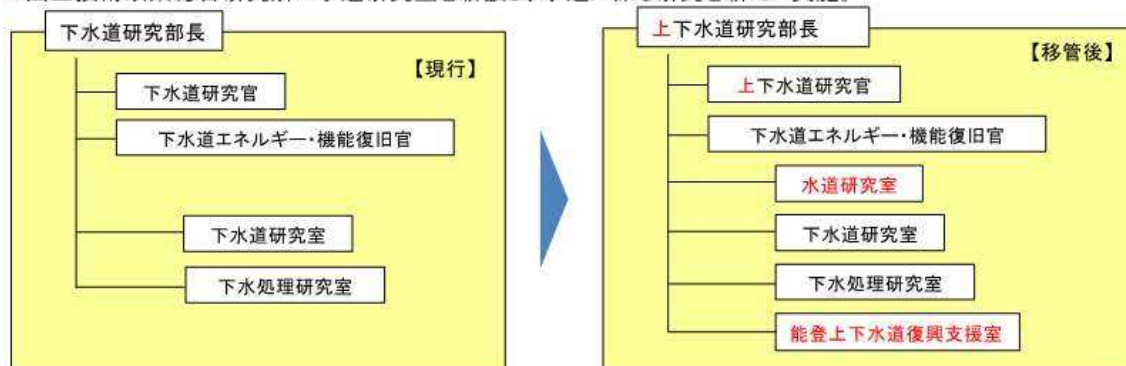 下水道研究部長
【現行】
下水道研究官
下水道エネルギー・機能復旧官
下水道研究室
下水処理研究室
上下水道研究部長
【移管後】
上下水道研究官
下水道エネルギー・機能復旧官
水道研究室
下水道研究室
下水処理研究室
能登上下水道復興支援室